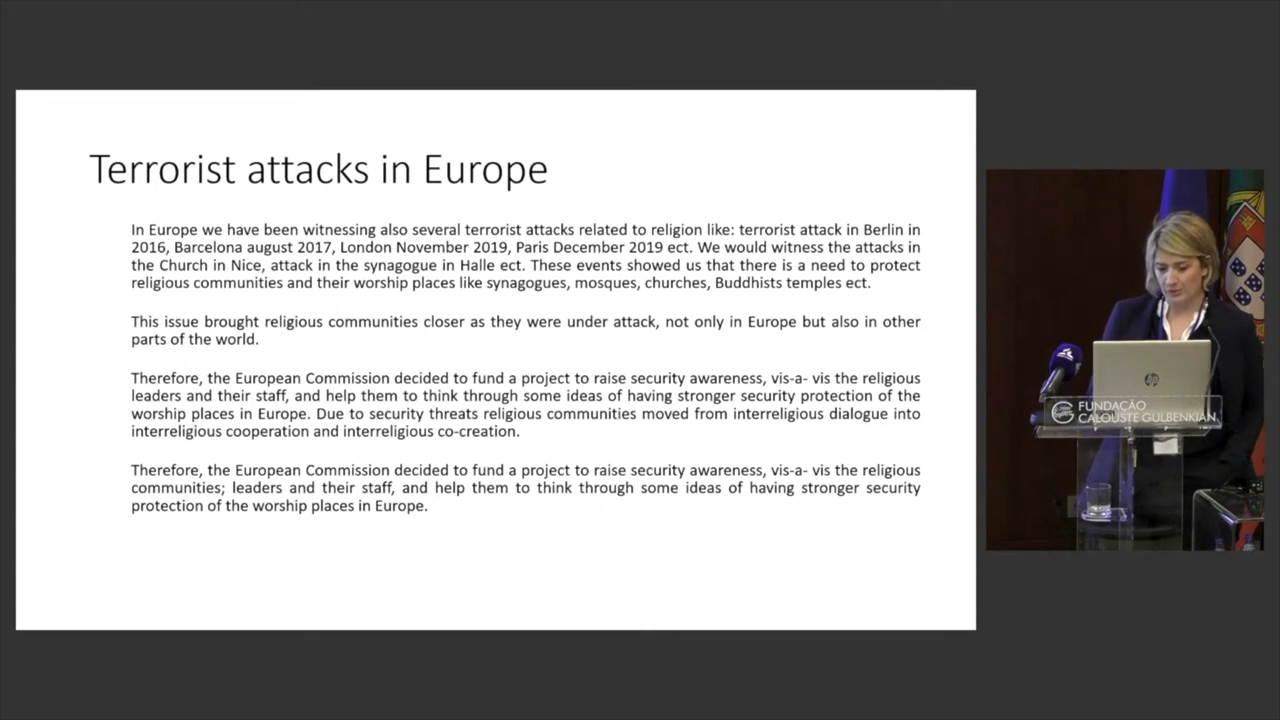 Terrorist attacks in Europe
In Europe we have been witnessing also several terrorist attacks related to religion like: terrorist attack in Berlin in
2016, Barcelona august 2017, London November 2019, Paris December 2019 ect. We would witness the attacks in
the Church in Nice, attack in the synagogue in Halle ect. These events showed us that there is a need to protect
religious communities and their worship places like synagogues, mosques, churches, Buddhists temples ect.
This issue brought religious communities closer as they were under attack, not only in Europe but also in other
parts of the world.
Therefore, the European Commission decided to fund a project to raise security awareness, vis-a- vis the religious
leaders and their staff, and help them to think through some ideas of having stronger security protection of the
worship places in Europe. Due to security threats religious communities moved from interreligious dialogue into
interreligious cooperation and interreligious co-creation.
Therefore, the European Commission decided to fund a project to raise security awareness, vis-a- vis the religious
communities; leaders and their staff, and help them to think through some ideas of having stronger security
protection of the worship places in Europe.
hp
FUNDAÇÃO
CALOUSTE GULBENKIAN